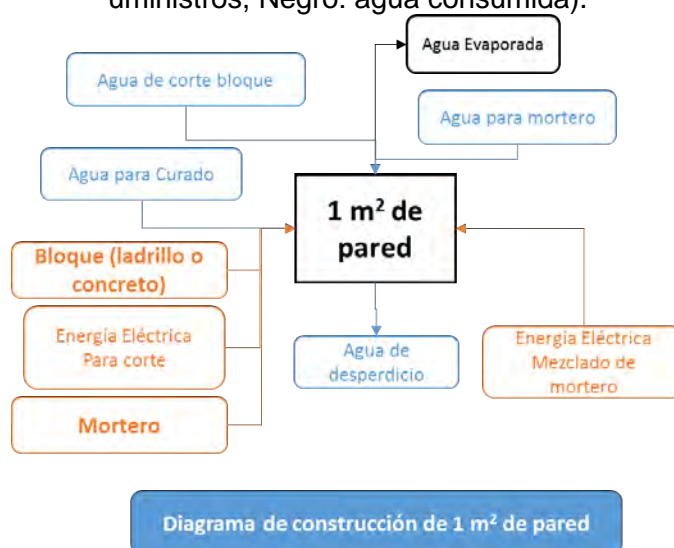 uministros; Negro: agua consumida).
Agua Evaporada
Agua de corte bloque
Agua para mortero
Agua para Curado
1 m² de
pared
Bloque (ladrillo o
concreto)
Energía Eléctrica
Para corte
Agua de
desperdicio
Energía Eléctrica
Mezclado de
mortero
Mortero
Diagrama de construcción de 1 m² de pared